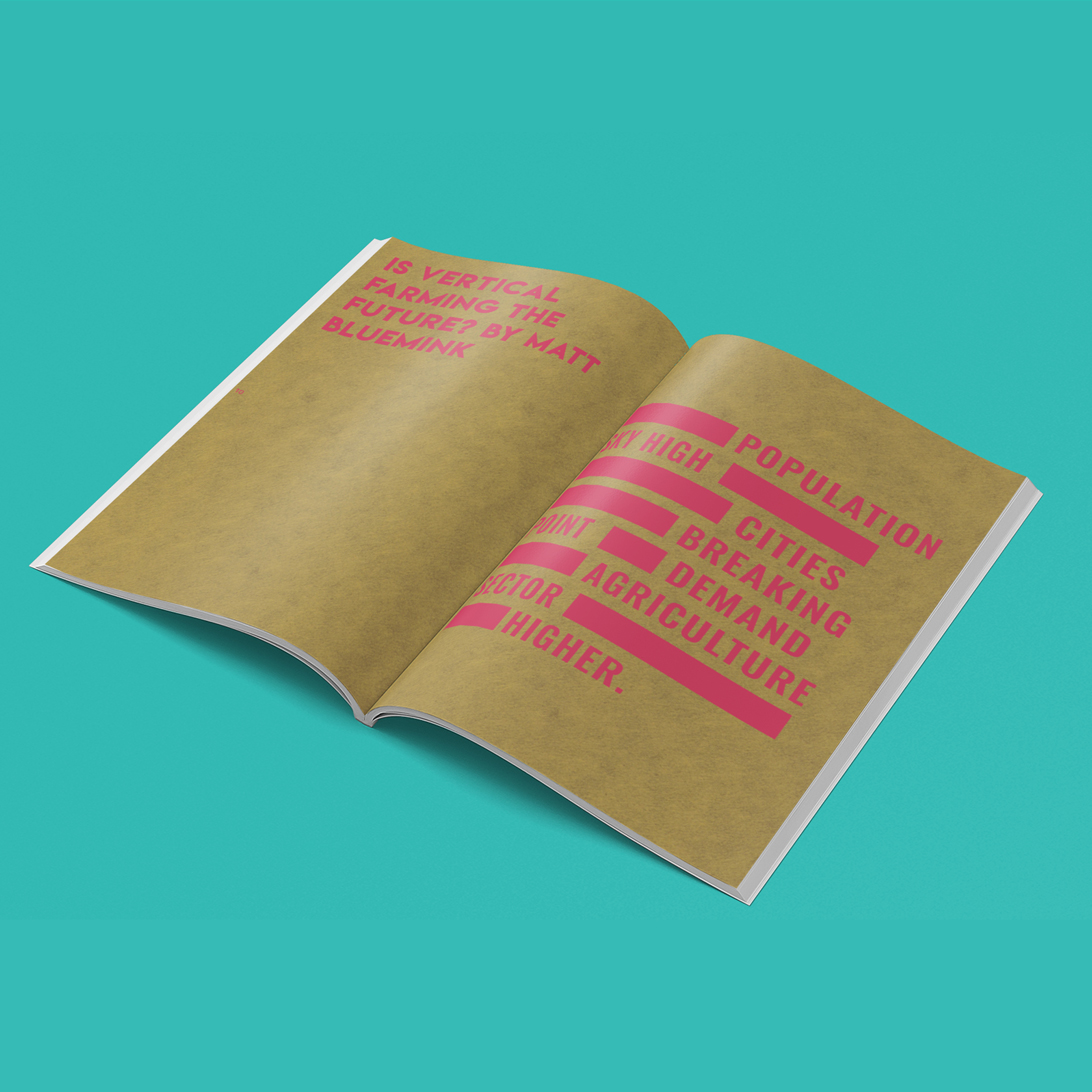 IS VERTICAL
FARMING THE
FUTURE? BY MATT
BLUEMINK
POPULATION
SKY HIGH
CITIES
BREAKING
POINT DEMAND
AGRICULTURE
SECTOR
HIGHER.